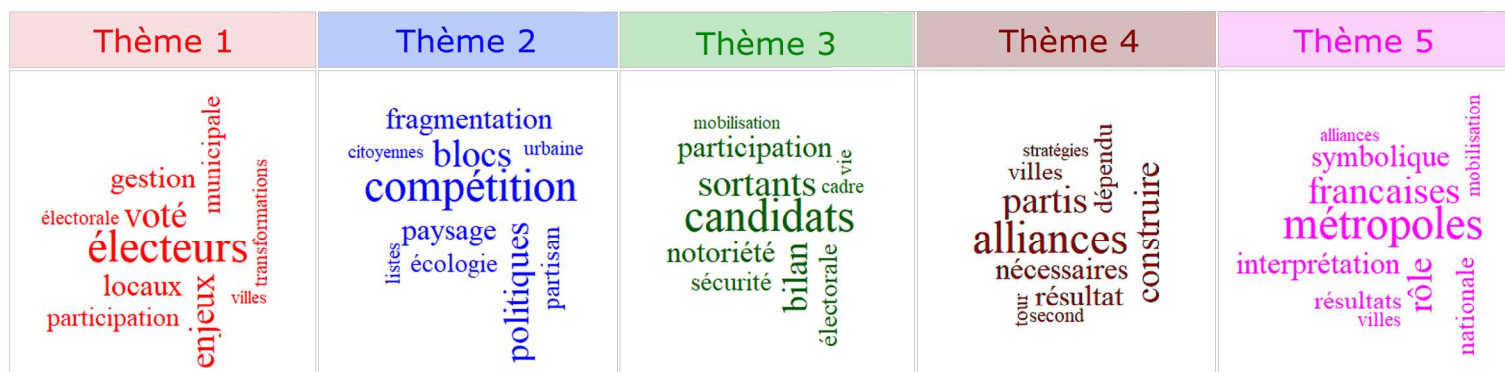 Thème 1
Thème 2
Thème 3
Thème 4
Thème 5
municipale
gestion
transformations
électorale voté
électeurs
locaux
enjeux
villes
participation
fragmentation
citoyennes blocs urbaine
compétition
paysage
politiques
partisan
listes
écologie
mobilisation
participation
vie
sortants cadre
candidats
notoriété
bilan
électorale
sécurité
stratégies
dépendu
villes
construire
partis
alliances
nécessaires
résultat
tour
second
mobilisation
alliances
symbolique
francaises
métropoles
interprétation
rôle
nationale
résultats
villes